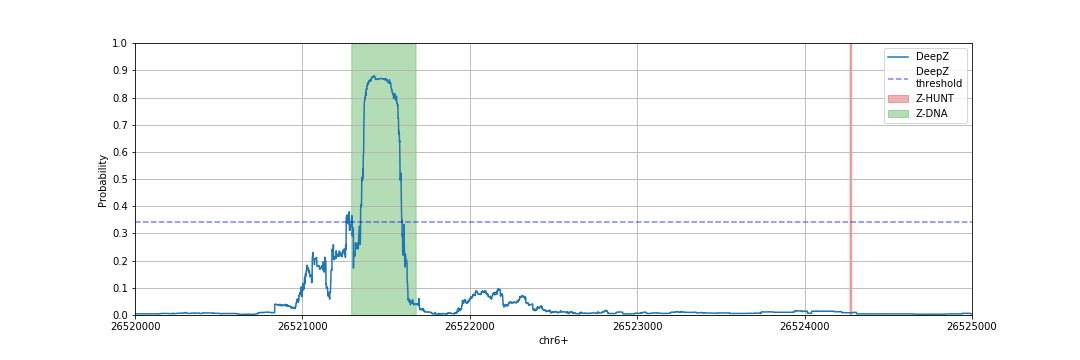 1.0
0.9
0.8
0.7
0.6
0.5
0.4
0.3
0.2
0.1
0.0
Probability
26520000
26521000
26522000
26523000
26524000
26525000
chr6+
DeepZ
DeepZ
threshold
Z-HUNT
Z-DNA